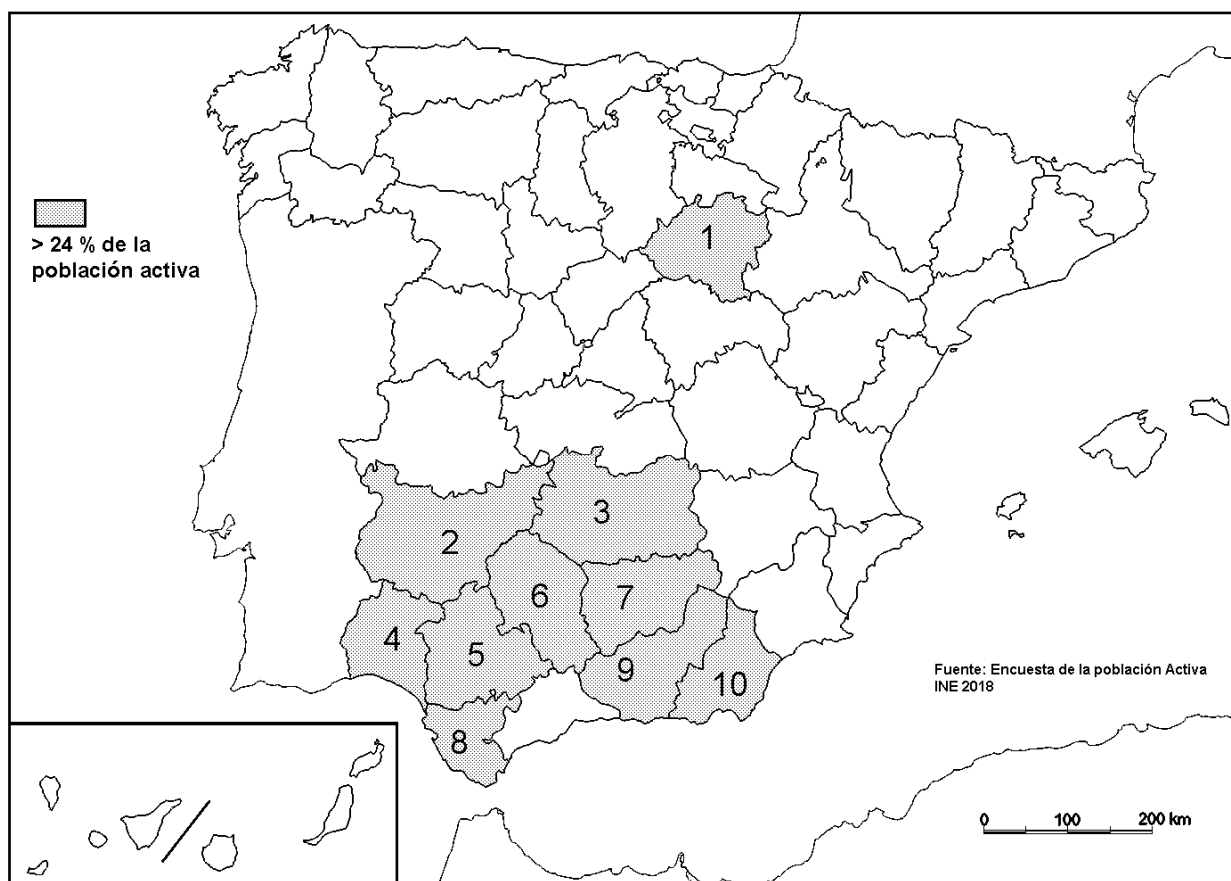 1
> 24 % de la
población activa
2
3
6
7
4
5
9
10
8
Fuente: Encuesta de la población Activa
INE 2018
0 100 200 km